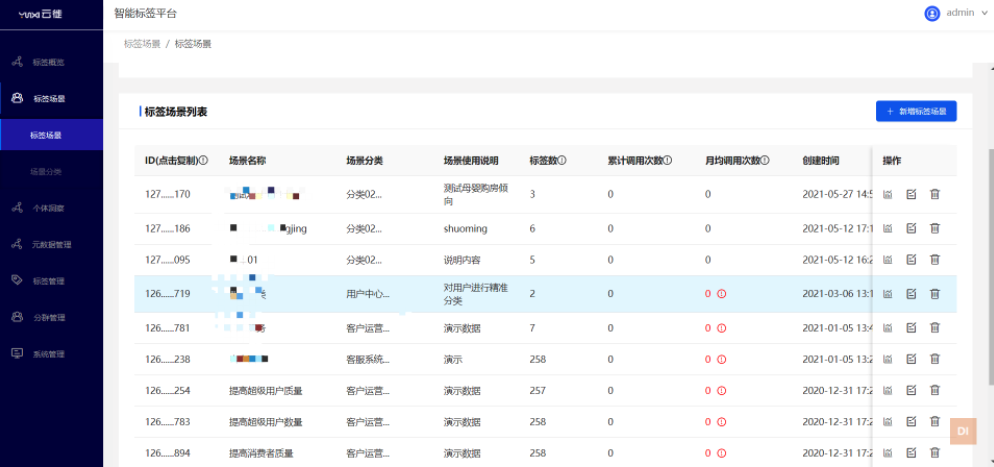 智能标签平台
admin
标签场景 / 标签场景
标签概览
标签场景
标签场景
场景分类
个体洞察
元数据管理
标签管理
分群管理
系统管理
标签场景列表
+ 新增标签场景
ID(点击复制) 场景名称 场景分类 场景使用说明 标签数 累计调用次数 月均调用次数 创建时间 操作
127......170 分类02... 测试母婴购房倾向 3 0 0 2021-05-27 14:5
127......186 gjing 分类02... shuoming 6 0 0 2021-05-12 17:1
127......095 01 分类02... 说明内容 5 0 0 2021-05-12 16:2
126......719 用户中心... 对用户进行精准分类 2 0 0 2021-03-06 13:1
126......781 客户运营... 演示数据 7 0 0 2021-01-05 13:4
126......238 客服系统... 演示 258 0 0 2021-01-05 13:2
126......254 提高超级用户质量 客户运营... 演示数据 257 0 0 2020-12-31 17:2
126......783 提高超级用户数量 客户运营... 演示数据 258 0 0 2020-12-31 17:2
126......894 提高消费者质量 客户运营... 演示数据 258 0 0 2020-12-31 17:2
DI